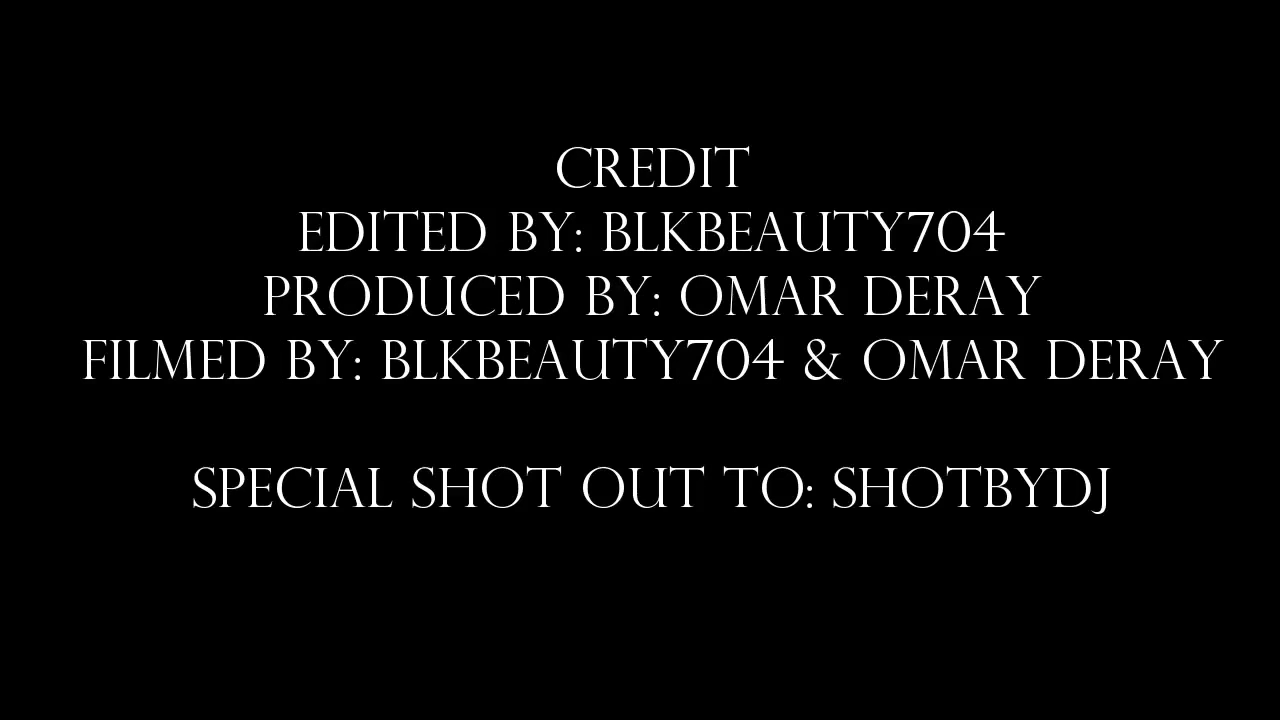 CREDIT
EDITED BY: BLKBEAUTY704
PRODUCED BY: OMAR DERAY
FILMED BY: BLKBEAUTY704 & OMAR DERAY
SPECIAL SHOT OUT TO: SHOTBYDJ